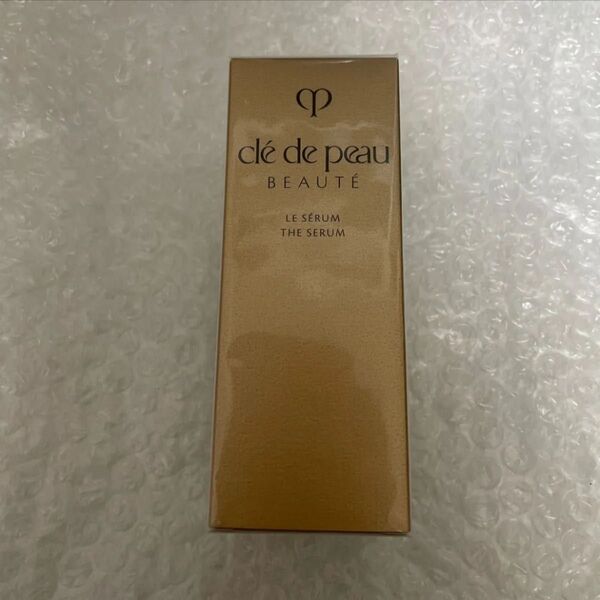 clé de peau
BEAUTÉ
LE SÉRUM
THE SERUM